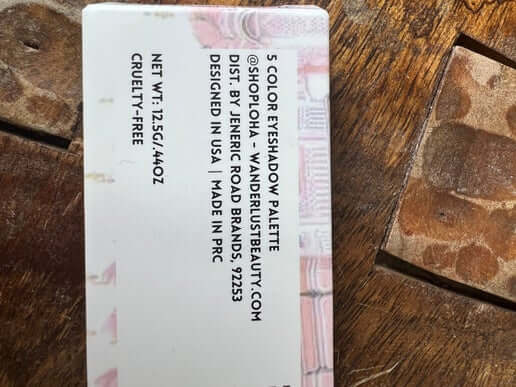 5 COLOR EYESHADOW PALETTE
@SHOPLOHA - WANDERLUSTBEAUTY.COM
DIST. BY JENERIC ROAD BRANDS, 92253
DESIGNED IN USA | MADE IN PRC
NET WT: 12.5G/.44OZ
CRUELTY-FREE